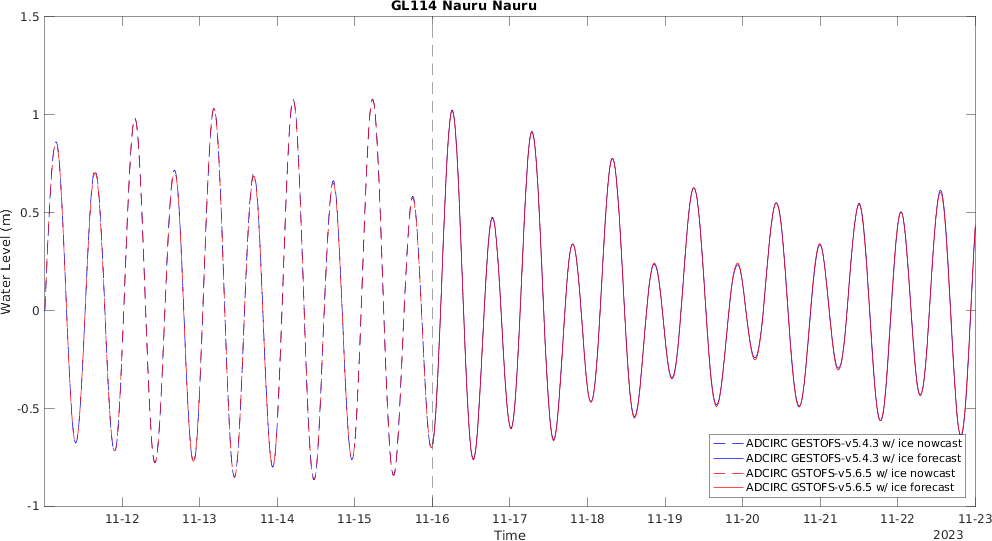 GL114 Nauru Nauru
1.5
1
0.5
0
-0.5
-1
Water Level (m)
ADCIRC GESTOFS-v5.4.3 w/ ice nowcast
ADCIRC GESTOFS-v5.4.3 w/ ice forecast
ADCIRC GSTOFS-v5.6.5 w/ ice nowcast
ADCIRC GSTOFS-v5.6.5 w/ ice forecast
11-12 11-13 11-14 11-15 11-16 11-17 11-18 11-19 11-20 11-21 11-22 11-23
Time
2023